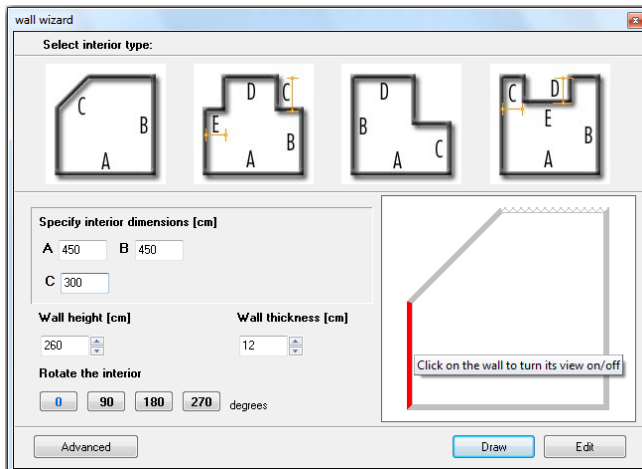 wall wizard
x
Select interior type:
C
B
A
D
C
E
B
A
D
B
C
A
C
D
E
B
A
Specify interior dimensions [cm]
A 450 B 450
C 300
Wall height [cm] Wall thickness [cm]
260 12
Rotate the interior
0 90 180 270 degrees
Click on the wall to turn its view on/off
Advanced Draw Edit